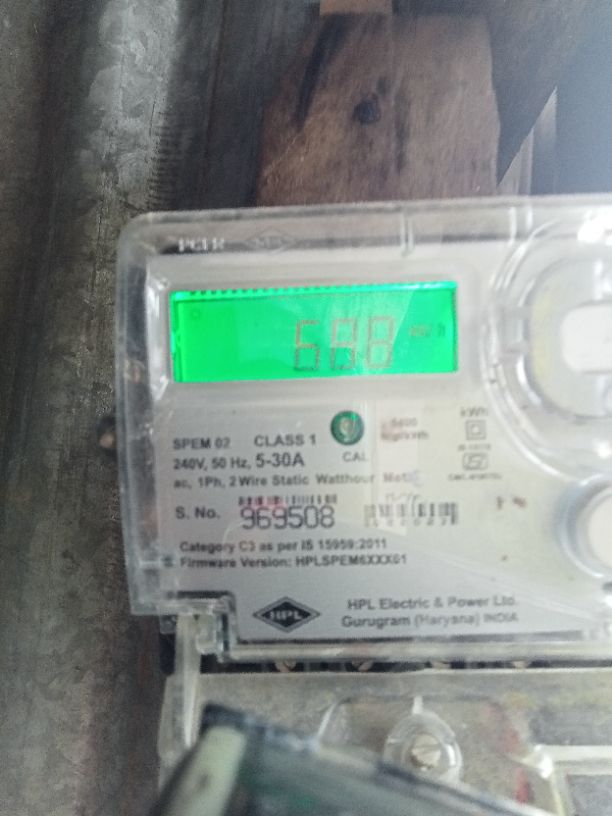 SPEM 02 CLASS 1
CAL
kWh
240V, 50 Hz, 5-30A
ac, 1Ph, 2 Wire Static Watthour
S. No. 969508
Category C3 as per IS 15959:2011
Firmware Version: HPLSPEM6XXX01
HPL
HPL Electric & Power Ltd.
Gurugram (Haryana) INDIA